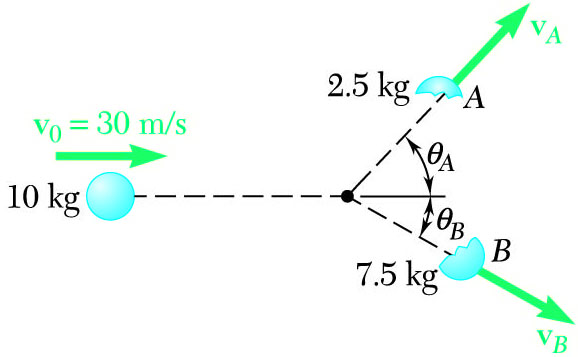 v_A
2.5 kg
A
v_0 = 30 m/s
θ_A
10 kg
θ_B
B
7.5 kg
v_B